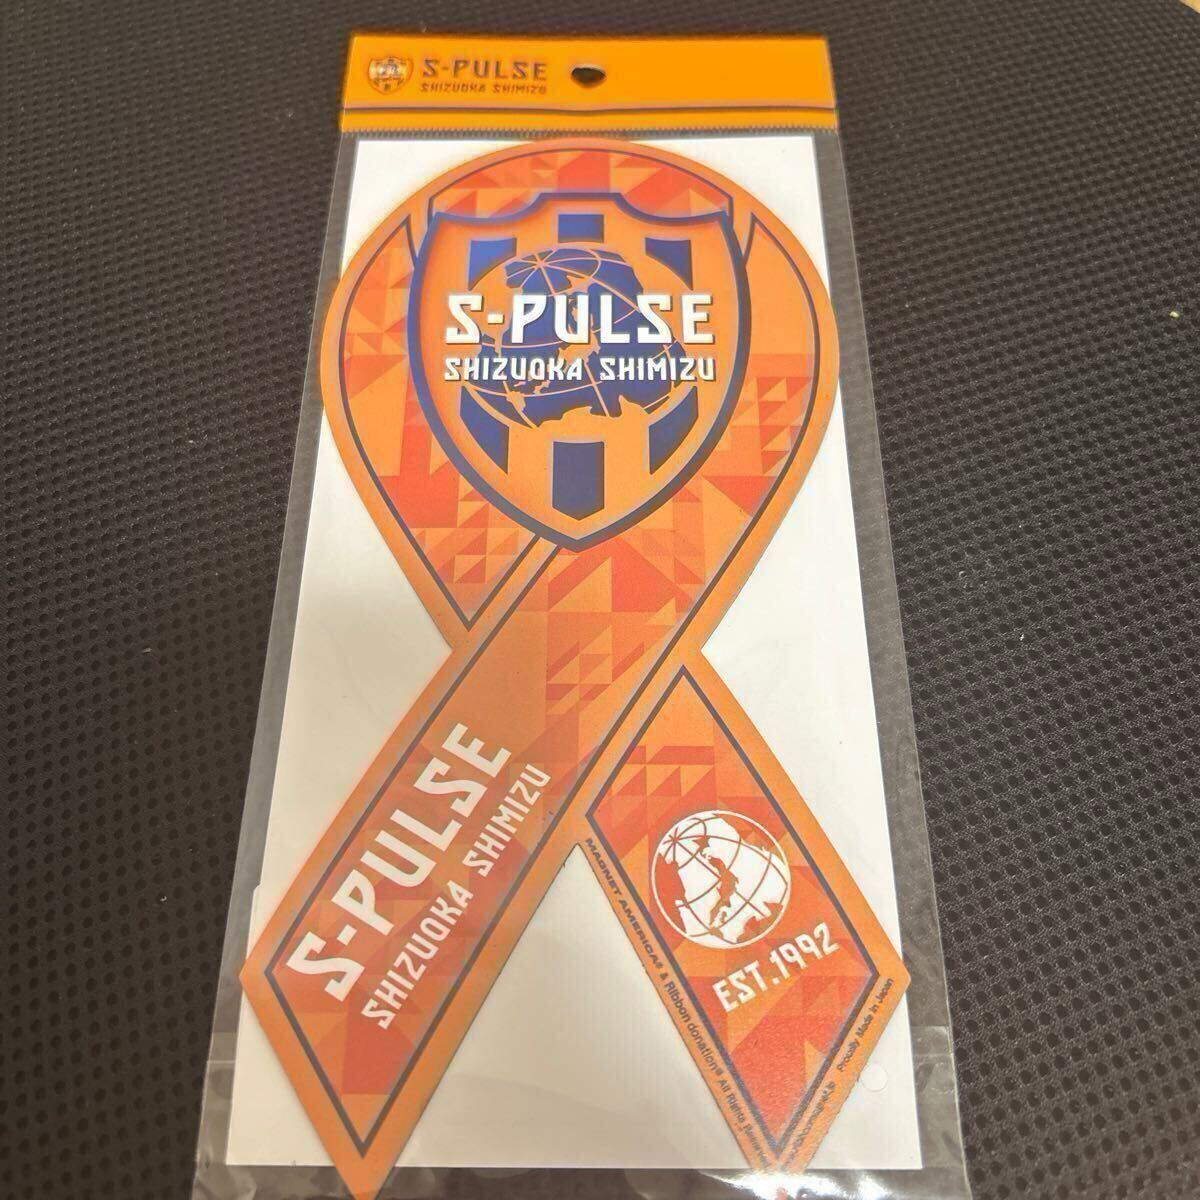 S-PULSE
SHIZUOKA SHIMIZU
S-PULSE
SHIZUOKA SHIMIZU
S-PULSE
SHIZUOKA SHIMIZU
EST.1992
MAGNET AMERICA® & Ribbon donation® All Rights Reserved
Proudly Made in Japan